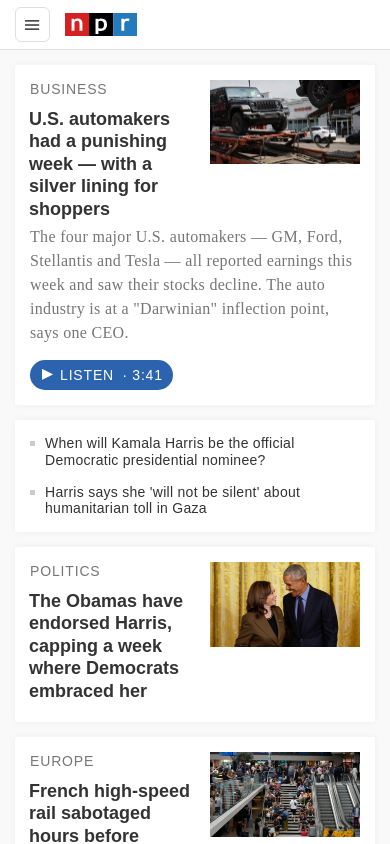 npr
BUSINESS
U.S. automakers
had a punishing
week — with a
silver lining for
shoppers
The four major U.S. automakers — GM, Ford,
Stellantis and Tesla — all reported earnings this
week and saw their stocks decline. The auto
industry is at a "Darwinian" inflection point,
says one CEO.
LISTEN · 3:41
When will Kamala Harris be the official
Democratic presidential nominee?
Harris says she 'will not be silent' about
humanitarian toll in Gaza
POLITICS
The Obamas have
endorsed Harris,
capping a week
where Democrats
embraced her
EUROPE
French high-speed
rail sabotaged
hours before